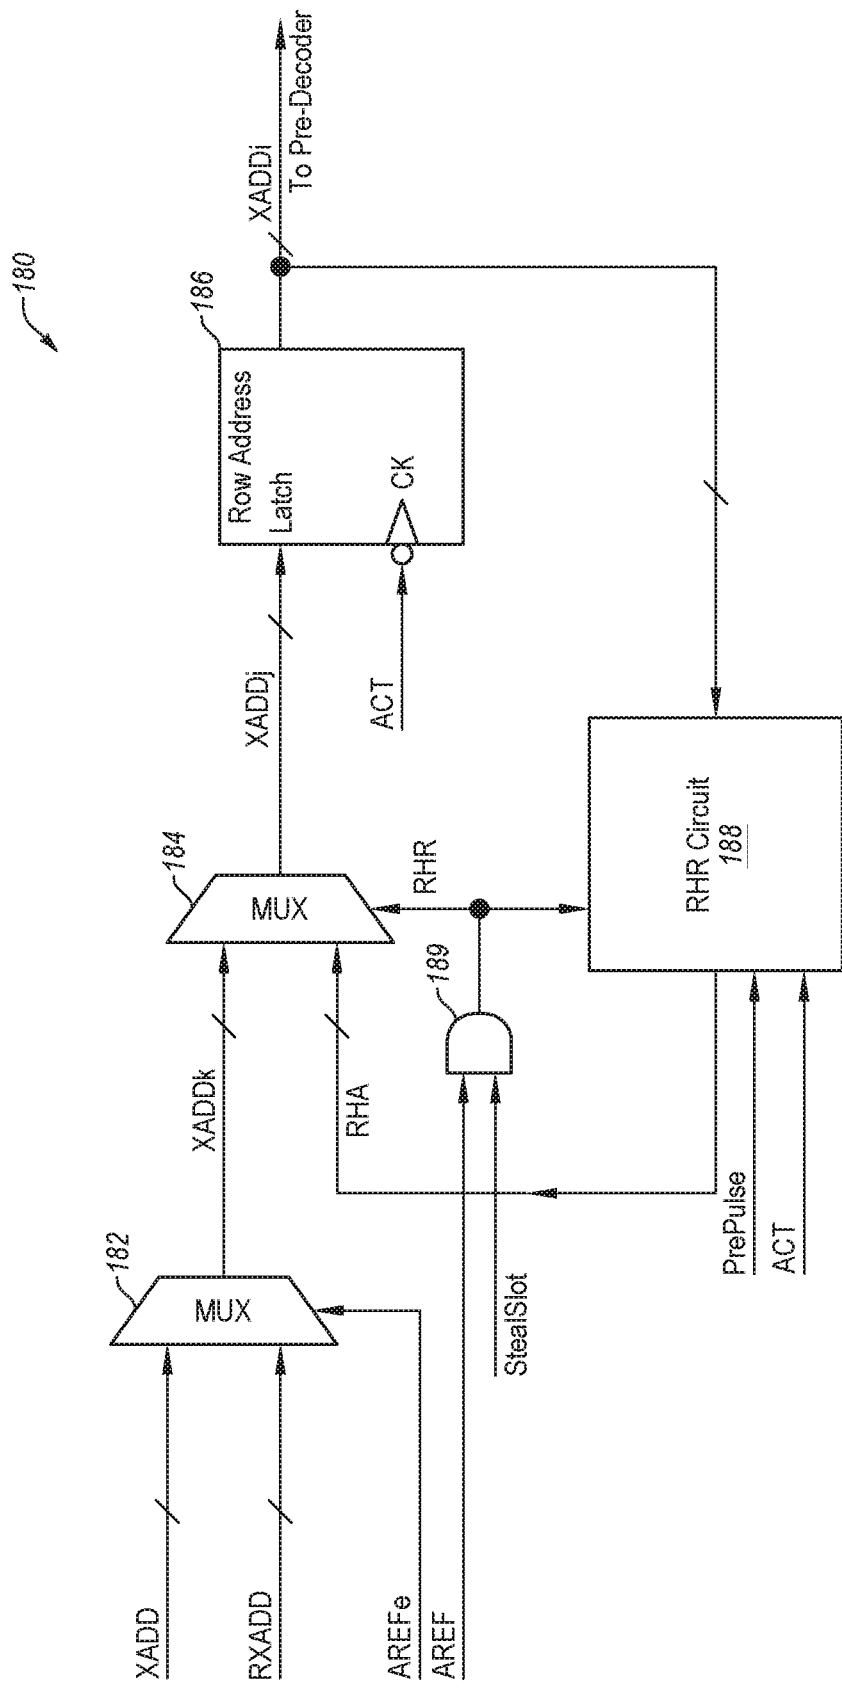 180
XADD
RXADD
AREFe
AREF
182
MUX
XADDk
RHA
StealSlot
189
RHR
184
MUX
XADDj
ACT
186
Row Address
Latch
CK
XADDi
To Pre-Decoder
RHR Circuit
188
PrePulse
ACT